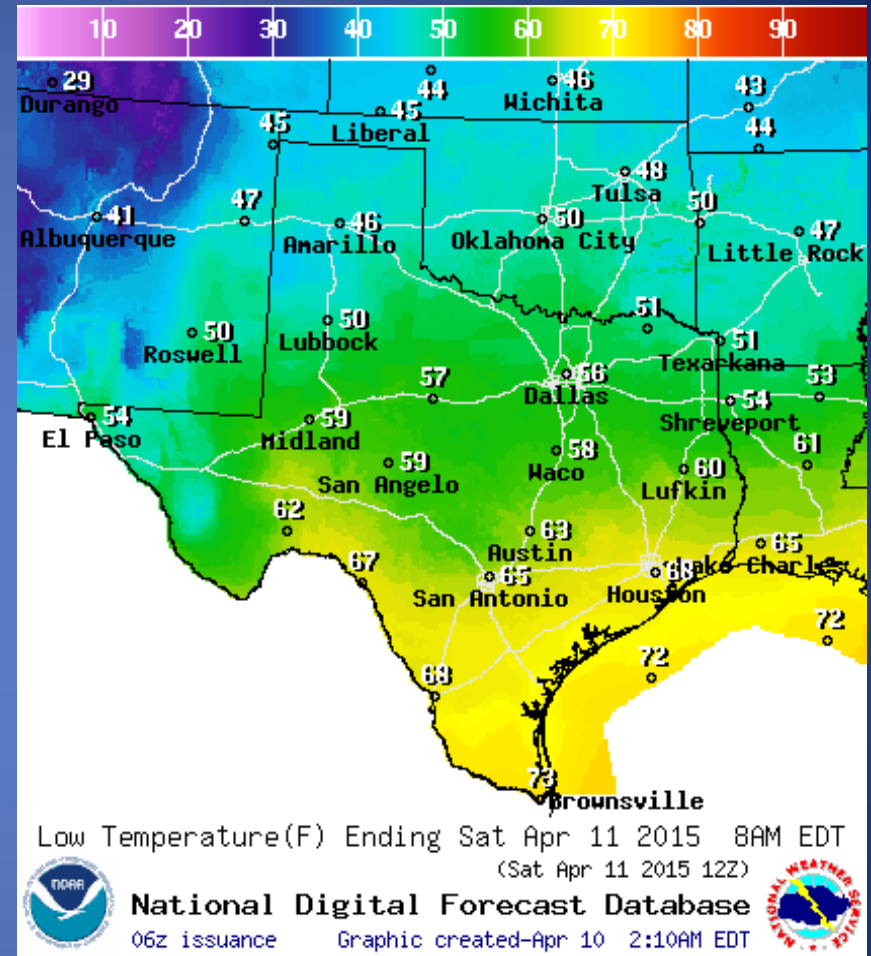 10 20 30 40 50 60 70 80 90
29
Durango
44
46
Wichita
43
45
Liberal
45
44
48
Tulsa
41
Albuquerque
47
46
Amarillo
50
Oklahoma City
50
47
Little Rock
50
Roswell
50
Lubbock
51
51
Texarkana
54
El Paso
57
56
Dallas
54
Shreveport
53
59
Midland
59
San Angelo
58
Waco
60
Lufkin
61
62
63
Austin
65
Lake Charles
67
65
San Antonio
68
Houston
72
72
68
73
Brownsville
Low Temperature(F) Ending Sat Apr 11 2015 8AM EDT
(Sat Apr 11 2015 12Z)
NOAA
National Digital Forecast Database
06z issuance Graphic created-Apr 10 2:10AM EDT
NATIONAL WEATHER SERVICE